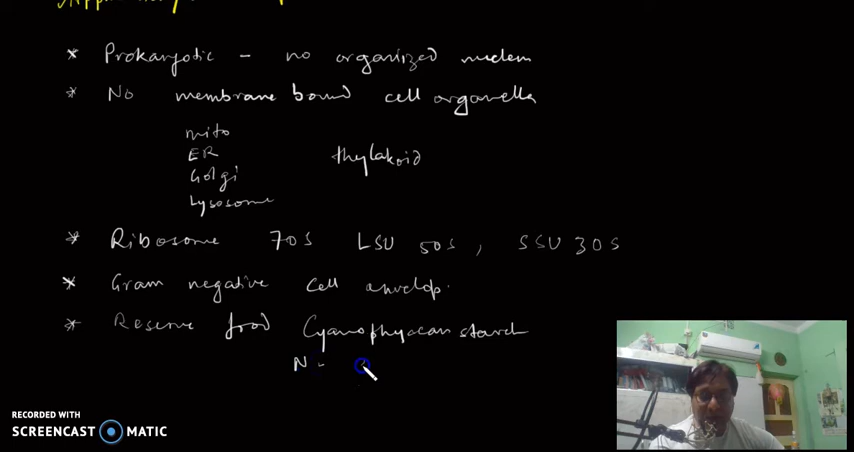 * Prokaryotic - no organized nucleus
* No membrane bound cell organella
mito
ER
Golgi
Lysosome
thylakoid
* Ribosome 70S LSU 50S, SSU 30S
* Gram negative cell envelop.
* Reserve food Cyanophycean starch
N -
RECORDED WITH
SCREENCAST MATIC